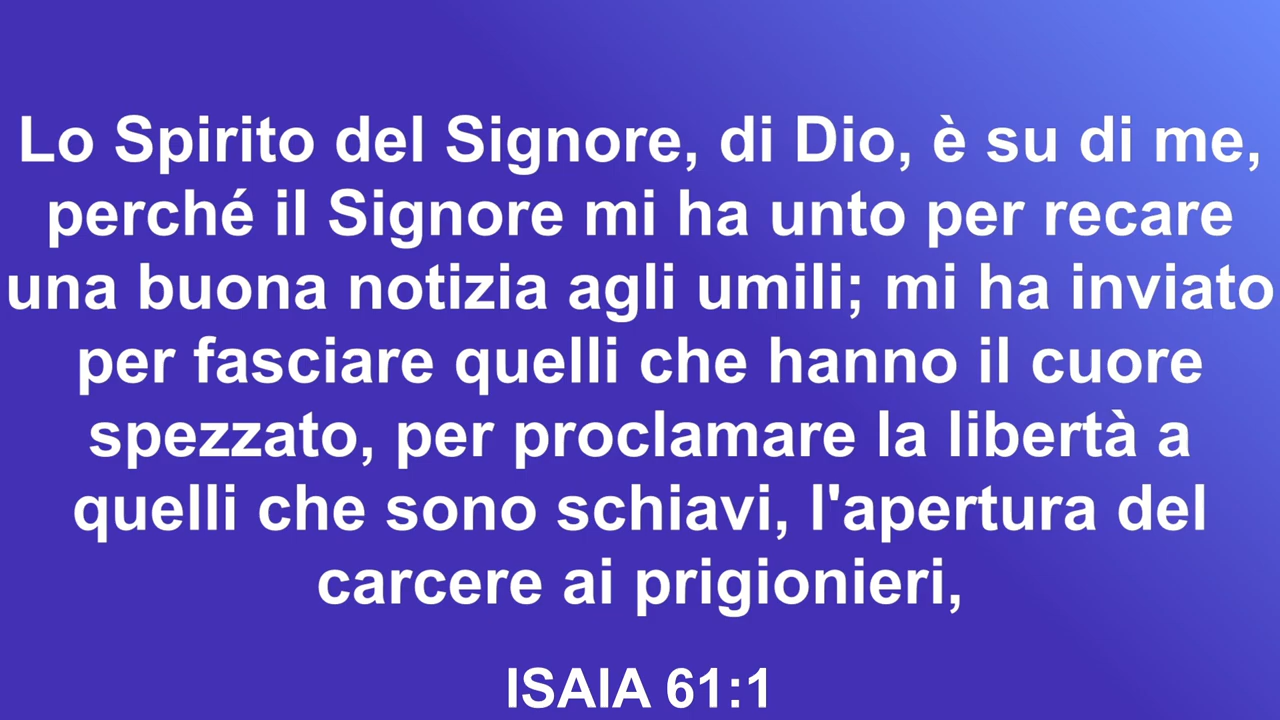 Lo Spirito del Signore, di Dio, è su di me,
perché il Signore mi ha unto per recare
una buona notizia agli umili; mi ha inviato
per fasciare quelli che hanno il cuore
spezzato, per proclamare la libertà a
quelli che sono schiavi, l'apertura del
carcere ai prigionieri,
ISAIA 61:1